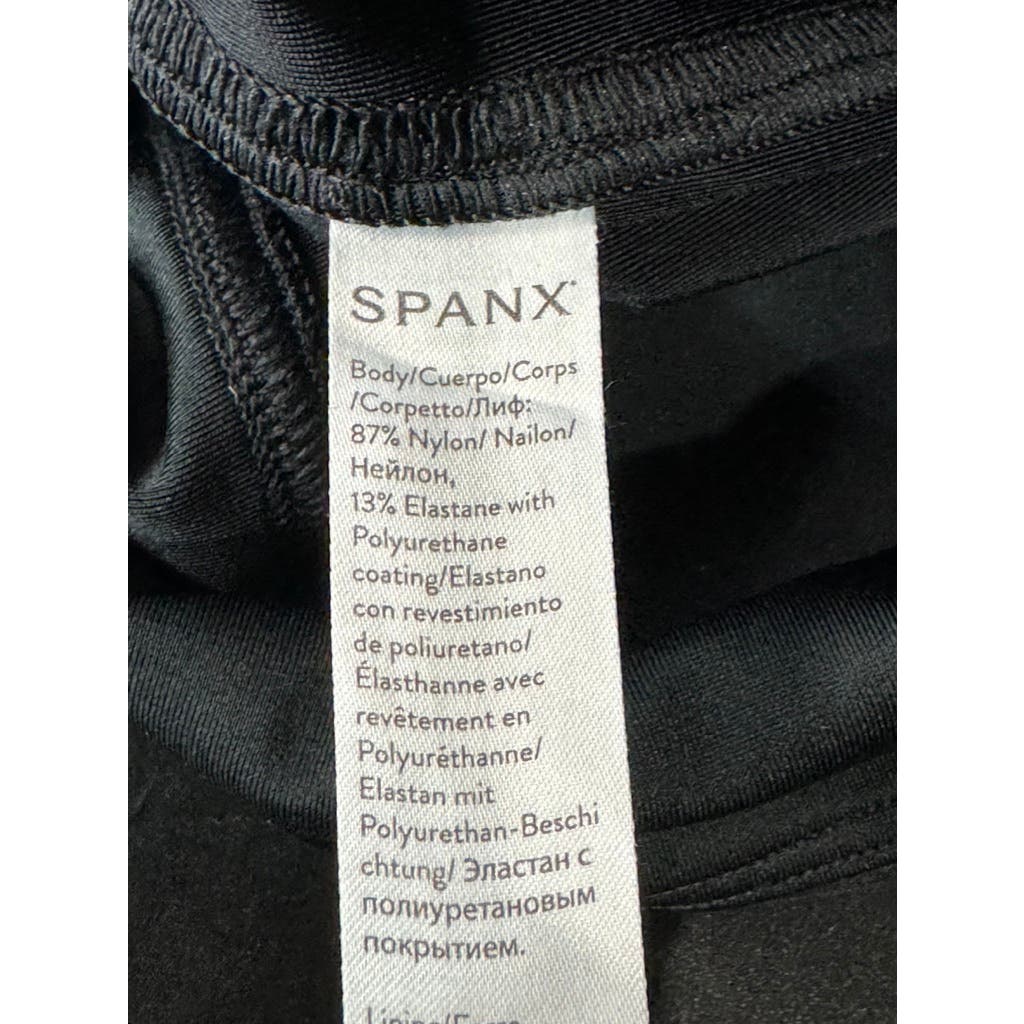 SPANX
Body/Cuerpo/Corps
/Corpetto/Лиф:
87% Nylon/ Nailon/
Нейлон,
13% Elastane with
Polyurethane
coating/Elastano
con revestimiento
de poliuretano/
Élasthanne avec
revêtement en
Polyuréthanne/
Elastan mit
Polyurethan-Beschi
chtung/ Эластан с
полиуретановым
покрытием.